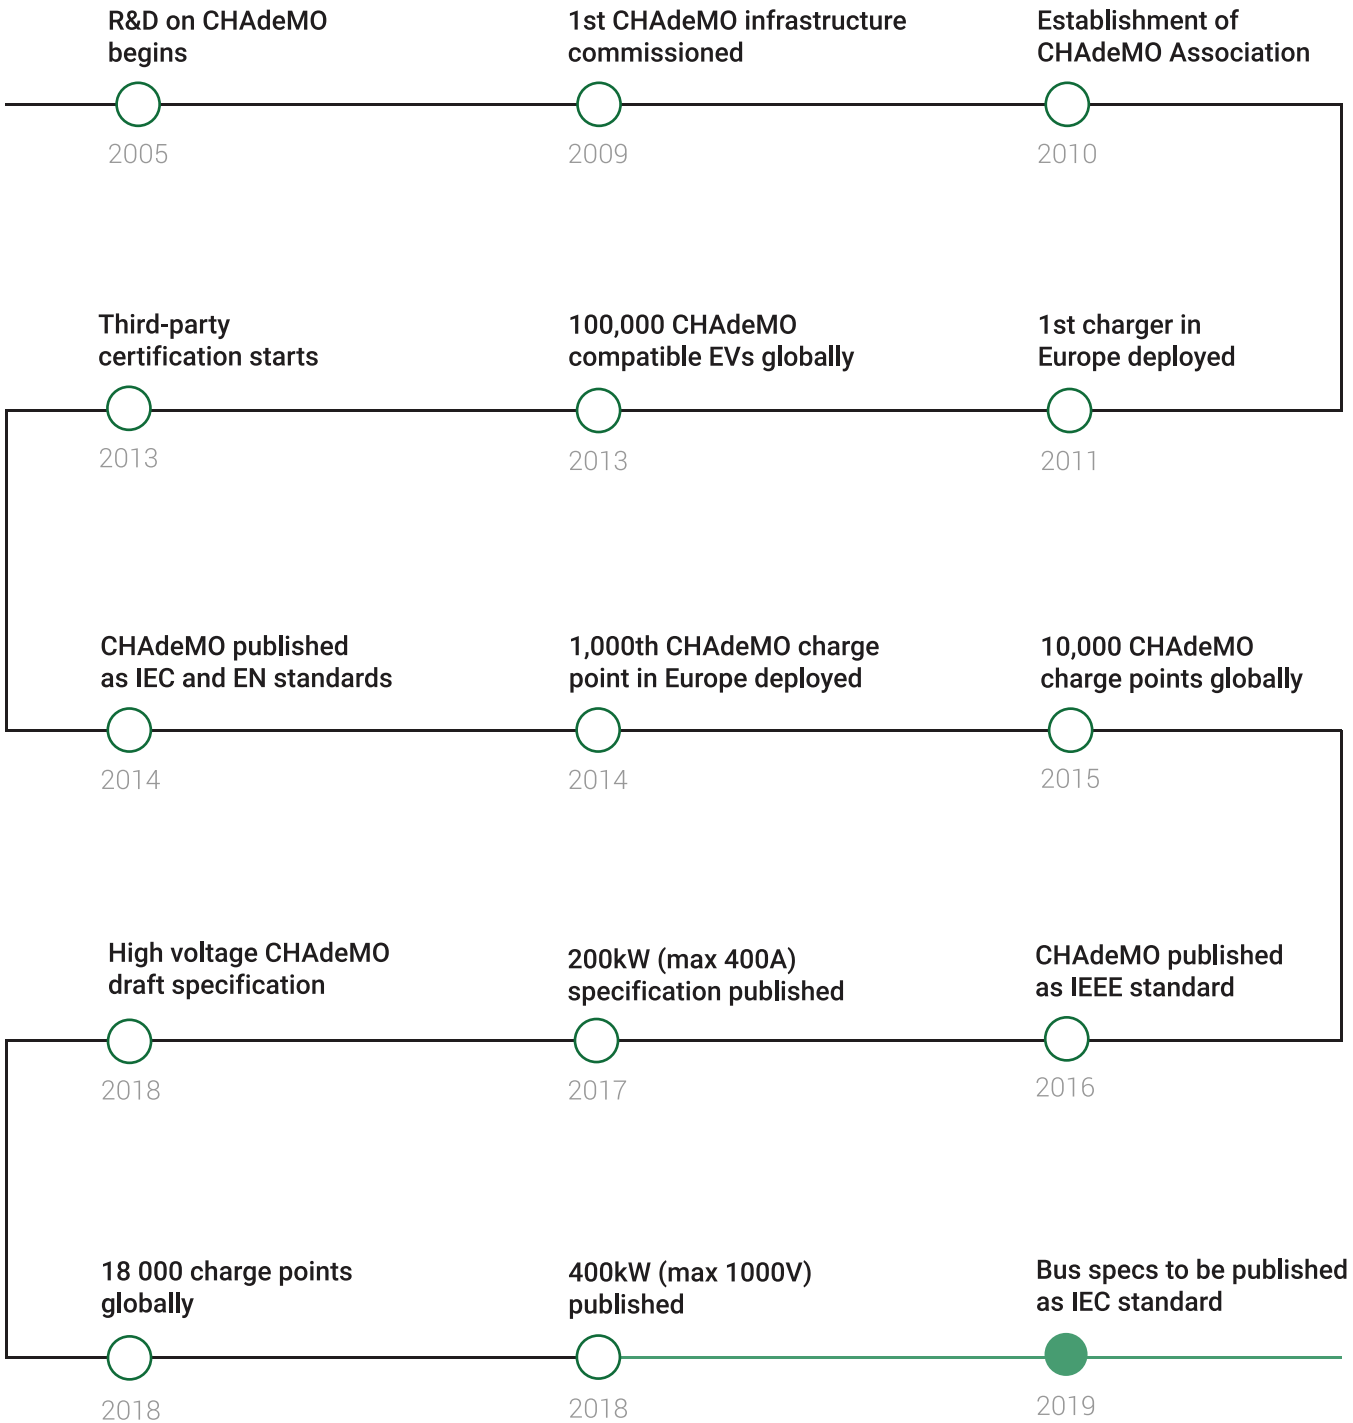 R&D on CHAdeMO
begins
2005
1st CHAdeMO infrastructure
commissioned
2009
Establishment of
CHAdeMO Association
2010
Third-party
certification starts
2013
100,000 CHAdeMO
compatible EVs globally
2013
1st charger in
Europe deployed
2011
CHAdeMO published
as IEC and EN standards
2014
1,000th CHAdeMO charge
point in Europe deployed
2014
10,000 CHAdeMO
charge points globally
2015
High voltage CHAdeMO
draft specification
2018
200kW (max 400A)
specification published
2017
CHAdeMO published
as IEEE standard
2016
18 000 charge points
globally
2018
400kW (max 1000V)
published
2018
Bus specs to be published
as IEC standard
2019